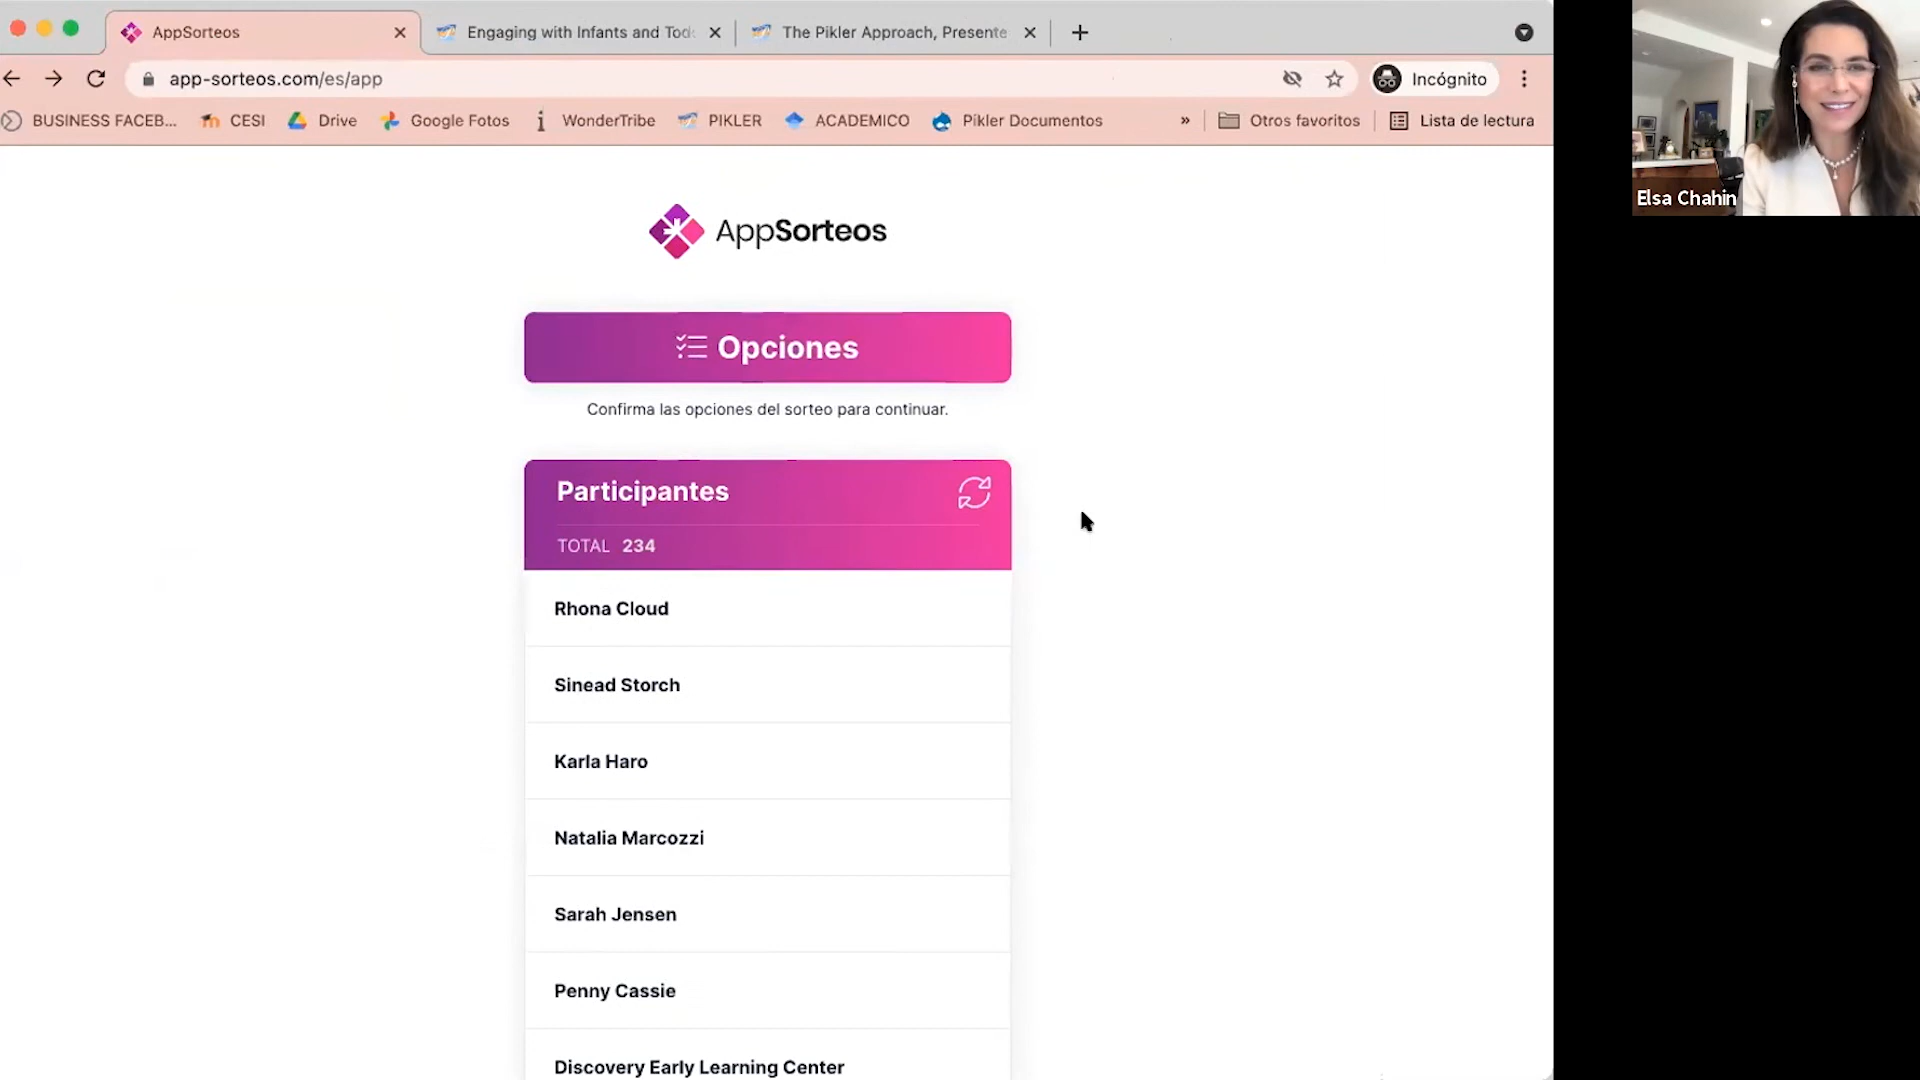 AppSorteos
Engaging with Infants and Tod
The Pikler Approach, Presente
app-sorteos.com/es/app
Incógnito
BUSINESS FACEB...
CESI
Drive
Google Fotos
WonderTribe
PIKLER
ACADEMICO
Pikler Documentos
»
Otros favoritos
Lista de lectura
AppSorteos
Opciones
Confirma las opciones del sorteo para continuar.
Participantes
TOTAL 234
Rhona Cloud
Sinead Storch
Karla Haro
Natalia Marcozzi
Sarah Jensen
Penny Cassie
Discovery Early Learning Center
Elsa Chahin